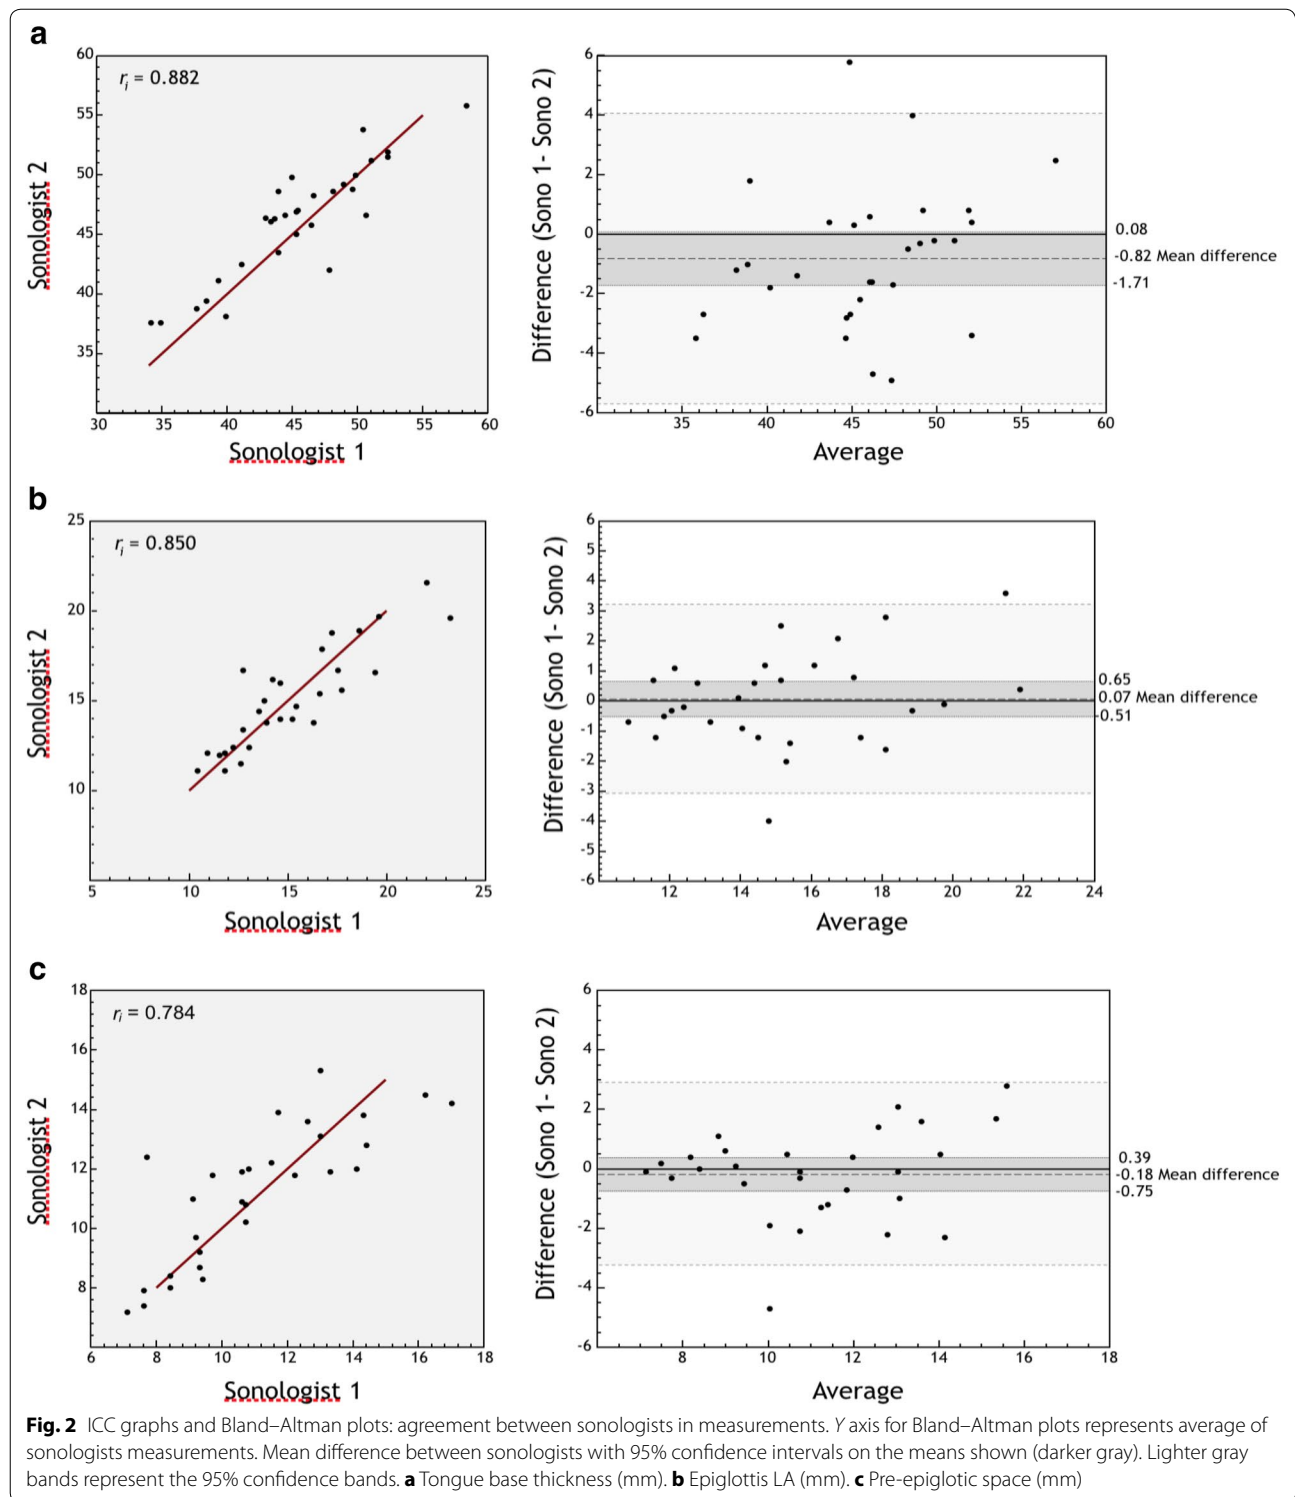 a
60
55
50
45
40
35
30 35 40 45 50 55 60
rᵢ = 0.882
Sonologist 2
Sonologist 1
6
4
2
0
-2
-4
-6
35 40 45 50 55 60
Difference (Sono 1- Sono 2)
Average
0.08
-0.82 Mean difference
-1.71
b
25
20
15
10
5 10 15 20 25
rᵢ = 0.850
Sonologist 2
Sonologist 1
6
5
4
3
2
1
0
-1
-2
-3
-4
-5
-6
12 14 16 18 20 22 24
Difference (Sono 1- Sono 2)
Average
0.65
0.07 Mean difference
-0.51
c
18
16
14
12
10
8
6 8 10 12 14 16 18
rᵢ = 0.784
Sonologist 2
Sonologist 1
6
4
2
0
-2
-4
-6
8 10 12 14 16 18
Difference (Sono 1- Sono 2)
Average
0.39
-0.18 Mean difference
-0.75
Fig. 2 ICC graphs and Bland–Altman plots: agreement between sonologists in measurements. Y axis for Bland–Altman plots represents average of
sonologists measurements. Mean difference between sonologists with 95% confidence intervals on the means shown (darker gray). Lighter gray
bands represent the 95% confidence bands. a Tongue base thickness (mm). b Epiglottis LA (mm). c Pre-epiglotic space (mm)